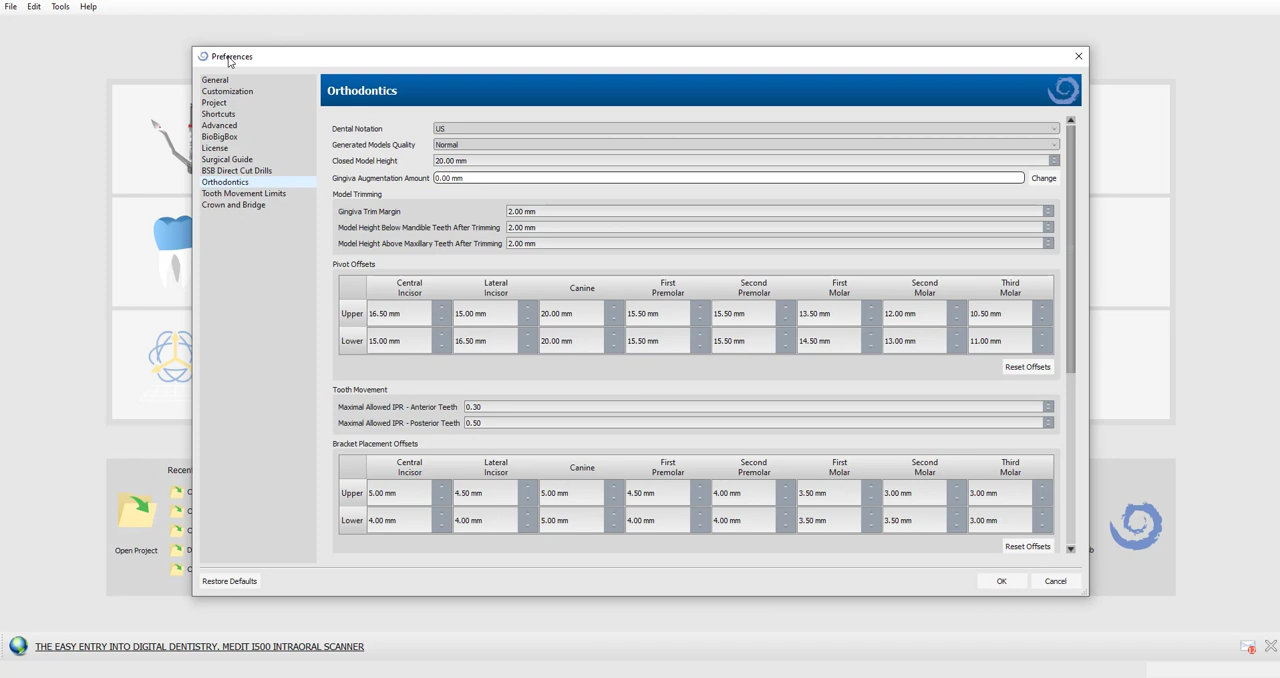 File Edit Tools Help
Preferences
General
Customization
Project
Shortcuts
Advanced
BioBigBox
License
Surgical Guide
BSB Direct Cut Drills
Orthodontics
Tooth Movement Limits
Crown and Bridge
Orthodontics
Dental Notation US
Generated Models Quality Normal
Closed Model Height 20.00 mm
Gingiva Augmentation Amount 0.00 mm Change
Model Trimming
Gingiva Trim Margin 2.00 mm
Model Height Below Mandible Teeth After Trimming 2.00 mm
Model Height Above Maxillary Teeth After Trimming 2.00 mm
Pivot Offsets
Central Incisor Lateral Incisor Canine First Premolar Second Premolar First Molar Second Molar Third Molar
Upper 16.50 mm 15.00 mm 20.00 mm 15.50 mm 15.50 mm 13.50 mm 12.00 mm 10.50 mm
Lower 15.00 mm 16.50 mm 20.00 mm 15.50 mm 15.50 mm 14.50 mm 13.00 mm 11.00 mm
Reset Offsets
Tooth Movement
Maximal Allowed IPR - Anterior Teeth 0.30
Maximal Allowed IPR - Posterior Teeth 0.50
Bracket Placement Offsets
Central Incisor Lateral Incisor Canine First Premolar Second Premolar First Molar Second Molar Third Molar
Upper 5.00 mm 4.50 mm 5.00 mm 4.50 mm 4.00 mm 3.50 mm 3.00 mm 3.00 mm
Lower 4.00 mm 4.00 mm 5.00 mm 4.00 mm 4.00 mm 3.50 mm 3.50 mm 3.00 mm
Reset Offsets
Restore Defaults OK Cancel
Recen
Open Project
THE EASY ENTRY INTO DIGITAL DENTISTRY, MEDIT I500 INTRAORAL SCANNER